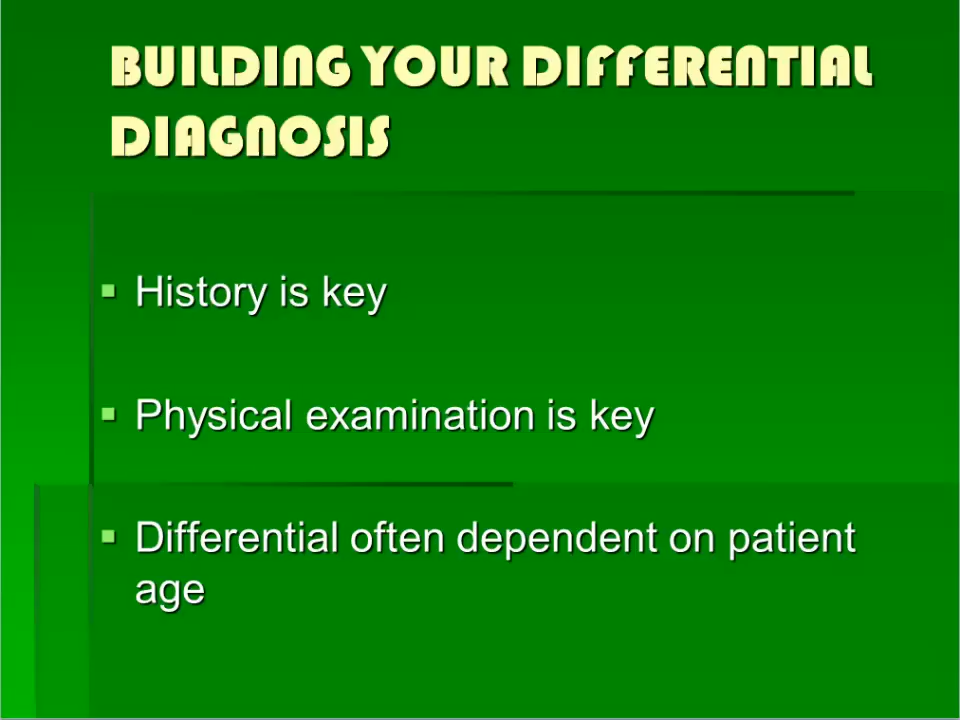 BUILDING YOUR DIFFERENTIAL
DIAGNOSIS
▪ History is key
▪ Physical examination is key
▪ Differential often dependent on patient
age